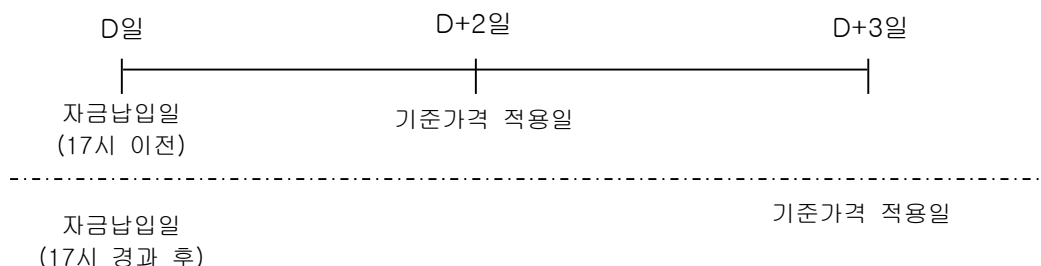 D일 D+2일 D+3일
자금납입일 기준가격 적용일
(17시 이전)
자금납입일 기준가격 적용일
(17시 경과 후)